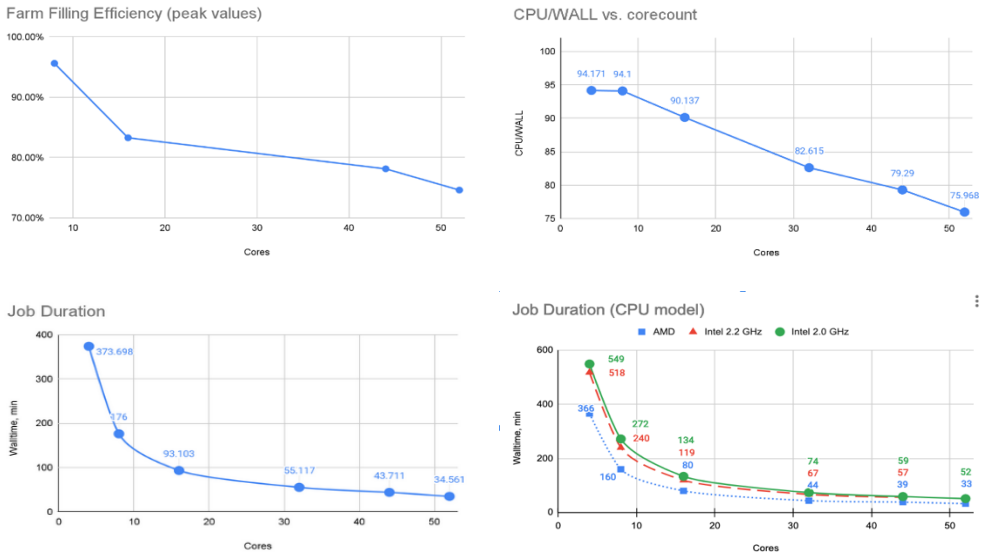 Farm Filling Efficiency (peak values)
100.00%
90.00%
80.00%
70.00%
10 20 30 40 50
Cores
CPU/WALL vs. corecount
100
95
90
85
80
75
CPU/WALL
94.171 94.1
90.137
82.615
79.29
75.968
0 10 20 30 40 50
Cores
Job Duration
400
300
200
100
0
Walltime, min
373.698
176
93.103
55.117
43.711
34.561
0 10 20 30 40 50
Cores
Job Duration (CPU model)
AMD Intel 2.2 GHz Intel 2.0 GHz
600
400
200
0
Walltime, min
549
518
366
272
240
160
134
119
80
74
67
44
59
57
39
52
33
0 10 20 30 40 50
Cores